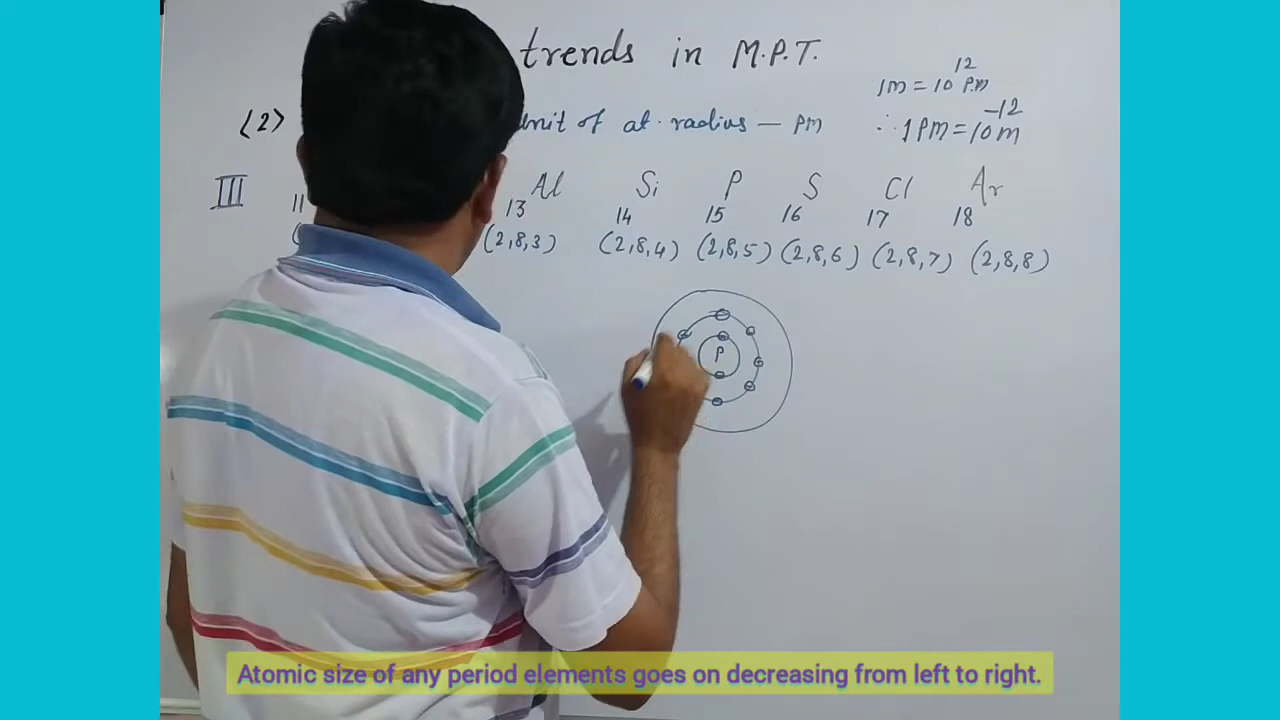 trends in M.P.T.
1m = 10¹² PM
⟨2⟩ unit of at. radius — PM ∴ 1PM = 10⁻¹² m
III Al Si P S Cl Ar
11 13 14 15 16 17 18
( (2,8,3) (2,8,4) (2,8,5) (2,8,6) (2,8,7) (2,8,8)
P
Atomic size of any period elements goes on decreasing from left to right.